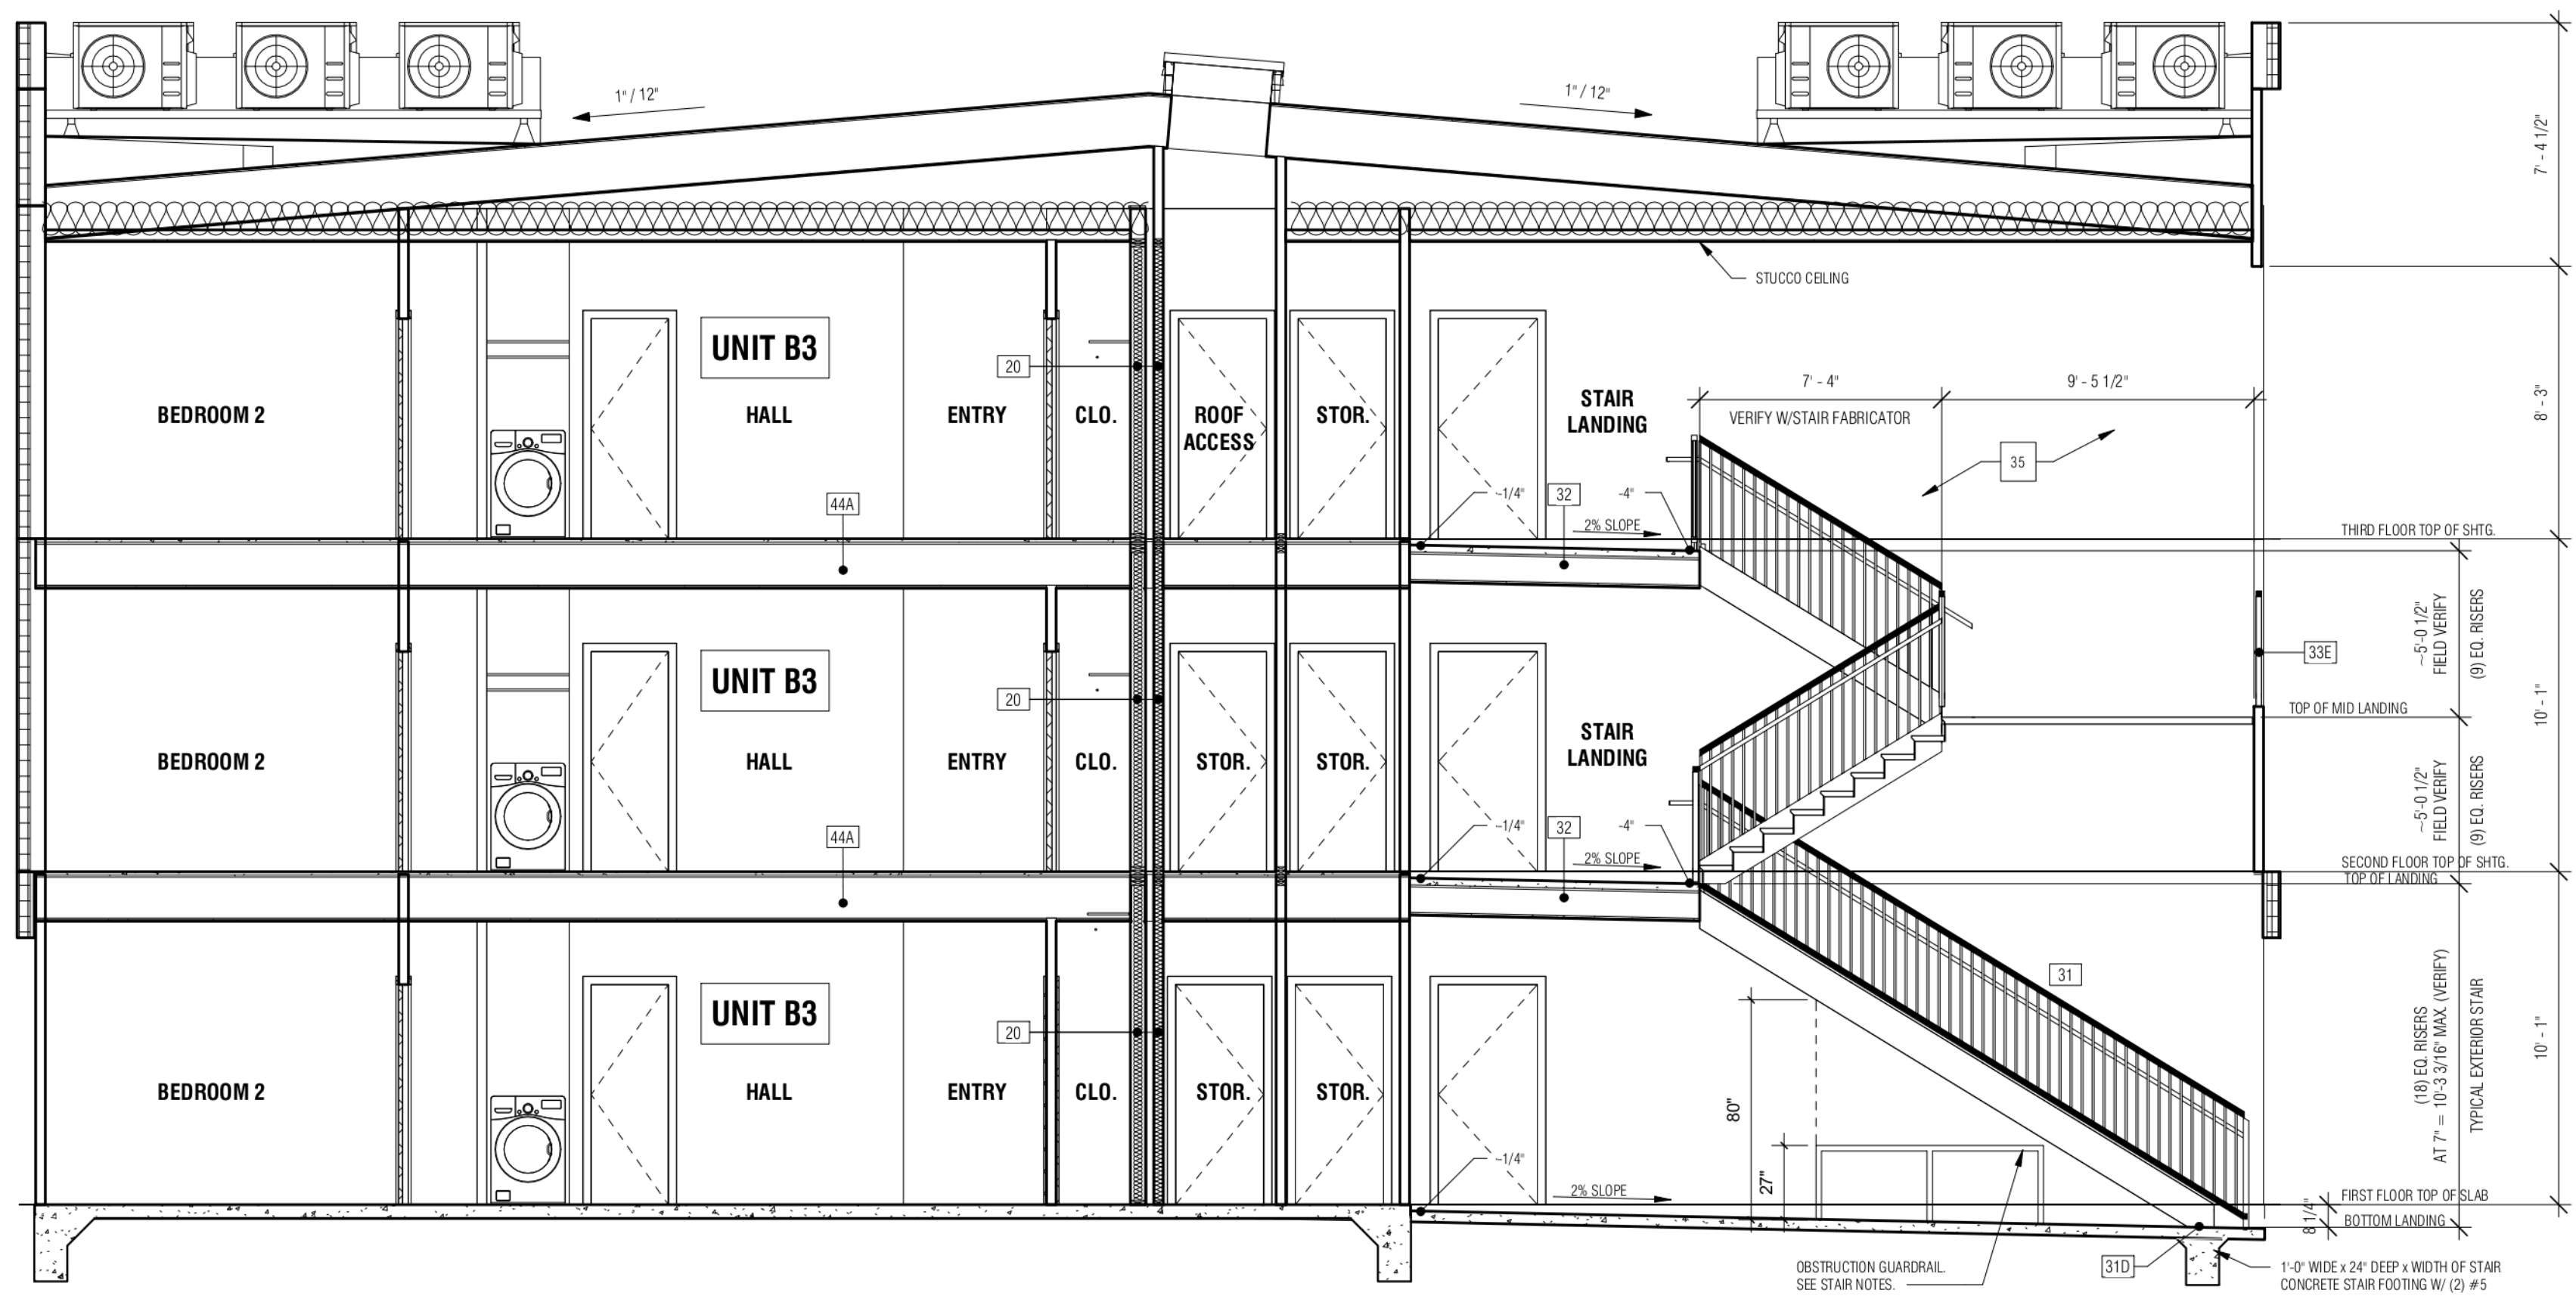 1" / 12"
1" / 12"
7' - 4 1/2"
STUCCO CEILING
UNIT B3
20
BEDROOM 2
HALL
ENTRY
CLO.
ROOF
ACCESS
STOR.
STAIR
LANDING
7' - 4"
9' - 5 1/2"
VERIFY W/STAIR FABRICATOR
8' - 3"
35
44A
~1/4"
32
-4"
2% SLOPE
THIRD FLOOR TOP OF SHTG.
UNIT B3
20
BEDROOM 2
HALL
ENTRY
CLO.
STOR.
STOR.
STAIR
LANDING
33E
~5'-0 1/2"
FIELD VERIFY
(9) EQ. RISERS
10' - 1"
TOP OF MID LANDING
~5'-0 1/2"
FIELD VERIFY
(9) EQ. RISERS
44A
~1/4"
32
-4"
2% SLOPE
SECOND FLOOR TOP OF SHTG.
TOP OF LANDING
UNIT B3
20
BEDROOM 2
HALL
ENTRY
CLO.
STOR.
STOR.
31
80"
27"
(18) EQ. RISERS
AT 7" = 10'-3 3/16" MAX. (VERIFY)
TYPICAL EXTERIOR STAIR
10' - 1"
~1/4"
2% SLOPE
FIRST FLOOR TOP OF SLAB
8 1/4"
BOTTOM LANDING
OBSTRUCTION GUARDRAIL.
SEE STAIR NOTES.
31D
1'-0" WIDE x 24" DEEP x WIDTH OF STAIR
CONCRETE STAIR FOOTING W/ (2) #5